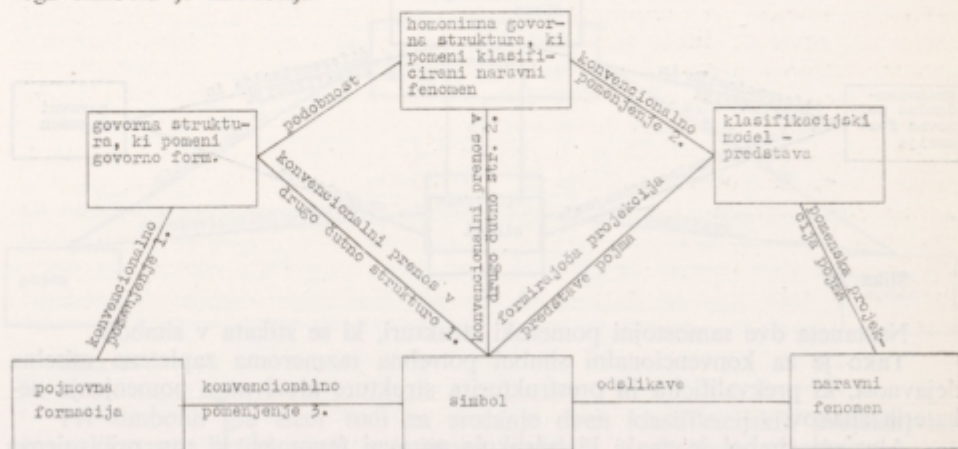 homonimna govor-
na struktura, ki
pomeni klasifi-
cirani naravni
fenomen
govorna struktu-
ra, ki pomeni
govorno form.
klasifikacijski
model -
predstava
podobnost
konvencionalno
pomenjenje 2.
konvencionalno
pomenjenje 1.
konvencionalni prenos v
drugo čutno strukturo 1.
konvencionalni prenos v
drugo čutno str. 2.
formirajoča projekcija
predstave pojma
pomenska projek-
cija pojma
pojmovna
formacija
konvencionalno
pomenjenje 3.
simbol
odslikave
naravni
fenomen